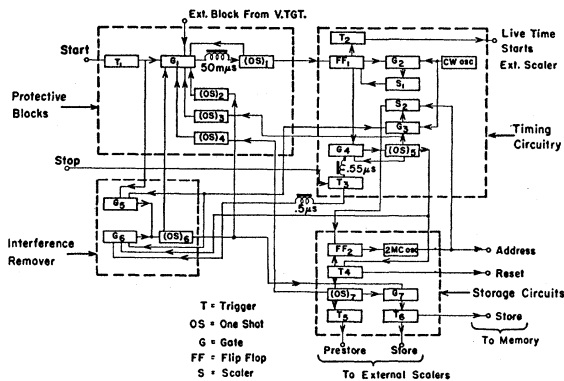 Ext. Block From V.TGT.
Live Time
Starts
Ext. Scaler
Start
T1
G1
50mμs
(OS)1
T2
FF1
G2
CW osc
S1
(OS)2
(OS)3
(OS)4
S2
G3
Protective
Blocks
Timing
Circuitry
G4
(OS)5
Stop
.55μs
T3
.5μs
G5
G6
(OS)6
Interference
Remover
FF2
2MC osc
Address
T4
Reset
(OS)7
G7
Storage Circuits
T5
T6
Store
To Memory
Prestore
Store
To External Scalers
T = Trigger
OS = One Shot
G = Gate
FF = Flip Flop
S = Scaler